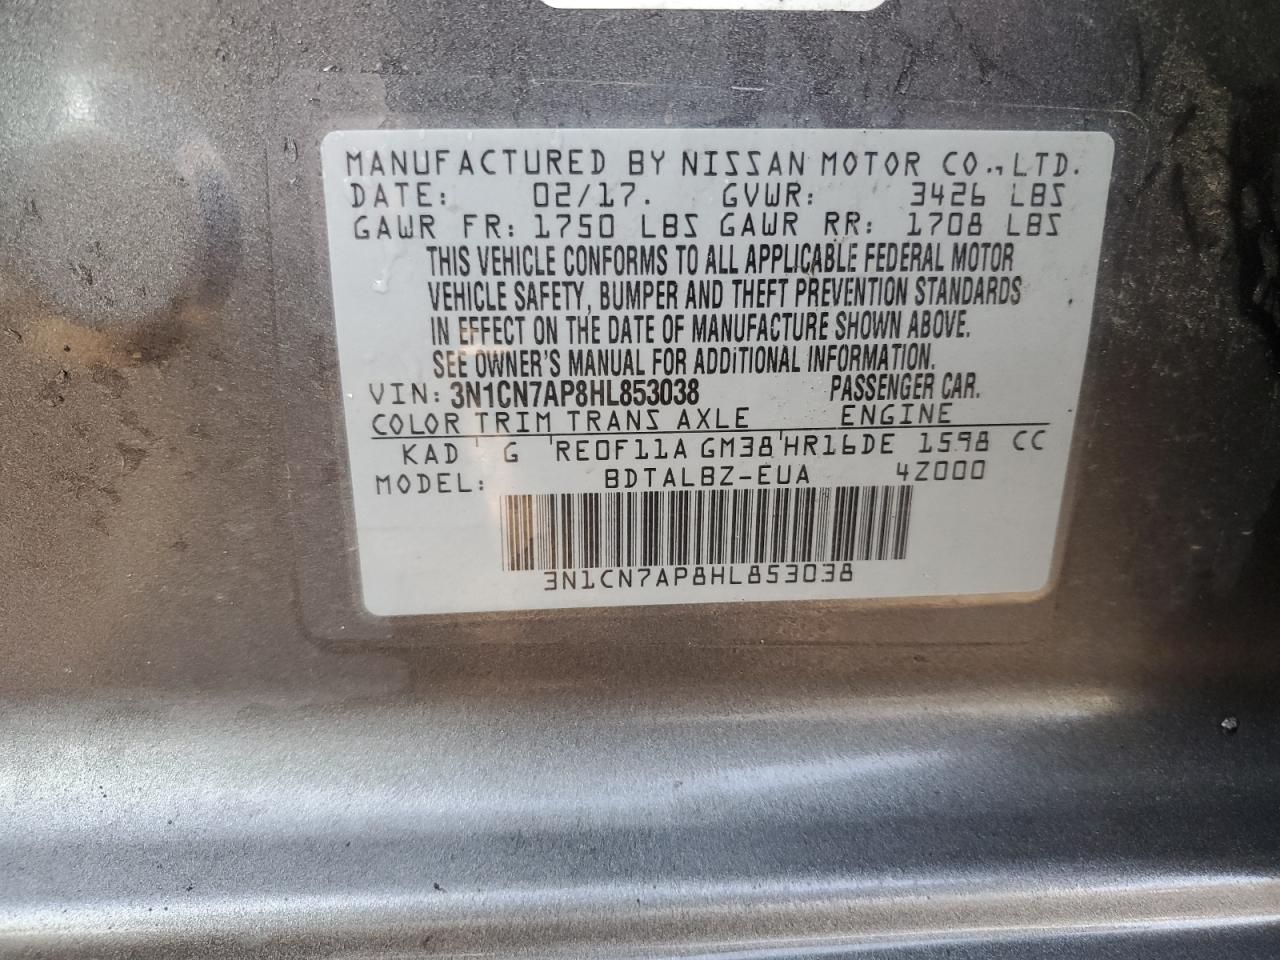 MANUFACTURED BY NISSAN MOTOR CO.,LTD.
DATE: 02/17. GVWR: 3426 LBS
GAWR FR: 1750 LBS GAWR RR: 1708 LBS
THIS VEHICLE CONFORMS TO ALL APPLICABLE FEDERAL MOTOR
VEHICLE SAFETY, BUMPER AND THEFT PREVENTION STANDARDS
IN EFFECT ON THE DATE OF MANUFACTURE SHOWN ABOVE.
SEE OWNER'S MANUAL FOR ADDITIONAL INFORMATION.
VIN: 3N1CN7AP8HL853038 PASSENGER CAR.
COLOR TRIM TRANS AXLE ENGINE
KAD G RE0F11A GM38 HR16DE 1598 CC
MODEL: BDTALBZ-EUA 4Z000
3N1CN7AP8HL853038